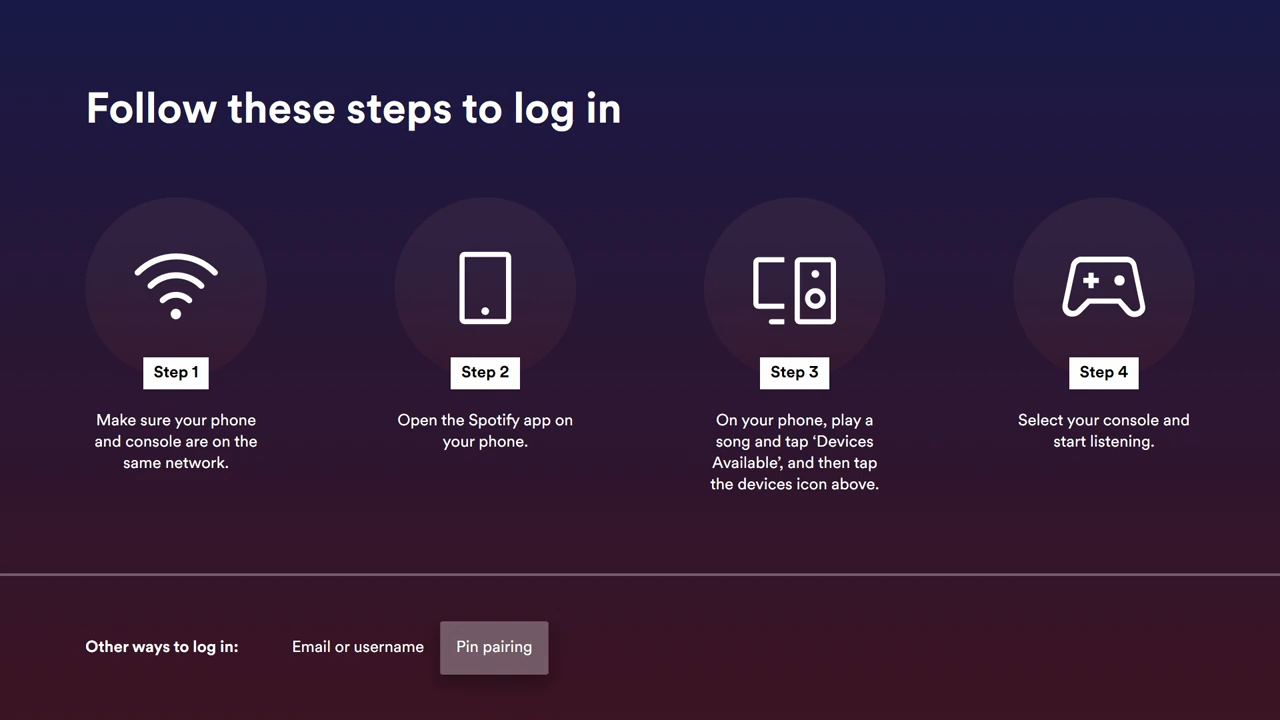 Follow these steps to log in
Step 1
Make sure your phone
and console are on the
same network.
Step 2
Open the Spotify app on
your phone.
Step 3
On your phone, play a
song and tap ‘Devices
Available’, and then tap
the devices icon above.
Step 4
Select your console and
start listening.
Other ways to log in:
Email or username
Pin pairing